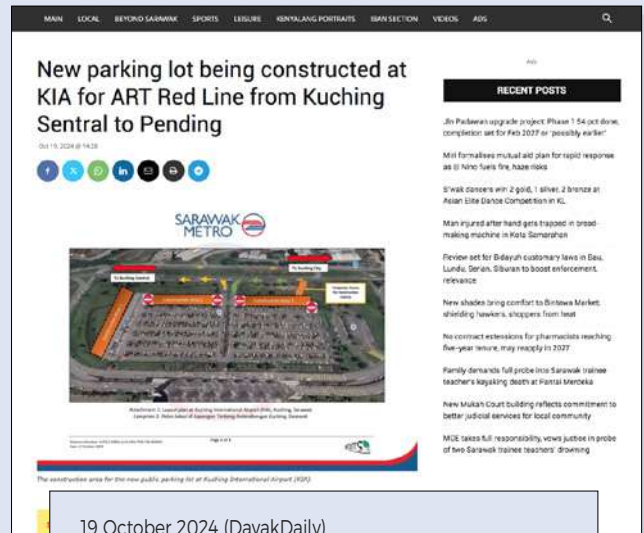 MAIN LOCAL BEYOND SARAWAK SPORTS LEISURE KENYALANG PORTRAITS IBAN SECTION VIDEOS ADS
New parking lot being constructed at
KIA for ART Red Line from Kuching
Sentral to Pending
Oct 19, 2024 @ 14:28
SARAWAK
METRO
To Kuching Sentral
To Kuching City
Page 2 of 2
The construction area for the new public parking lot at Kuching International Airport (KIA)
Ads
RECENT POSTS
Jln Padawan upgrade project: Phase 1 54 pct done,
completion set for Feb 2027 or 'possibly earlier'
Miri formalises mutual aid plan for rapid response
as El Nino fuels fire, haze risks
S'wak dancers win 2 gold, 1 silver, 2 bronze at
Asian Elite Dance Competition in KL
Man injured after hand gets trapped in bread-
making machine in Kota Samarahan
Review set for Bidayuh customary laws in Bau,
Lundu, Serian, Siburan to boost enforcement,
relevance
New shades bring comfort to Bintawa Market,
shielding hawkers, shoppers from heat
No contract extensions for pharmacists reaching
five-year tenure, may reapply in 2027
Family demands full probe into Sarawak trainee
teacher's kayaking death at Pantai Merdeka
New Mukah Court building reflects commitment to
better judicial services for local community
MOE takes full responsibility, vows justice in probe
of two Sarawak trainee teachers' drowning
19 October 2024 (DayakDaily)